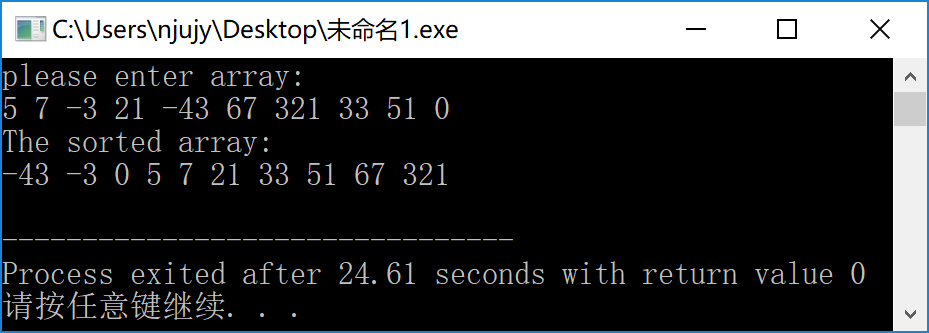 C:\Users\njujy\Desktop\未命名1.exe
please enter array:
5 7 -3 21 -43 67 321 33 51 0
The sorted array:
-43 -3 0 5 7 21 33 51 67 321
--------------------------------
Process exited after 24.61 seconds with return value 0
请按任意键继续. . .